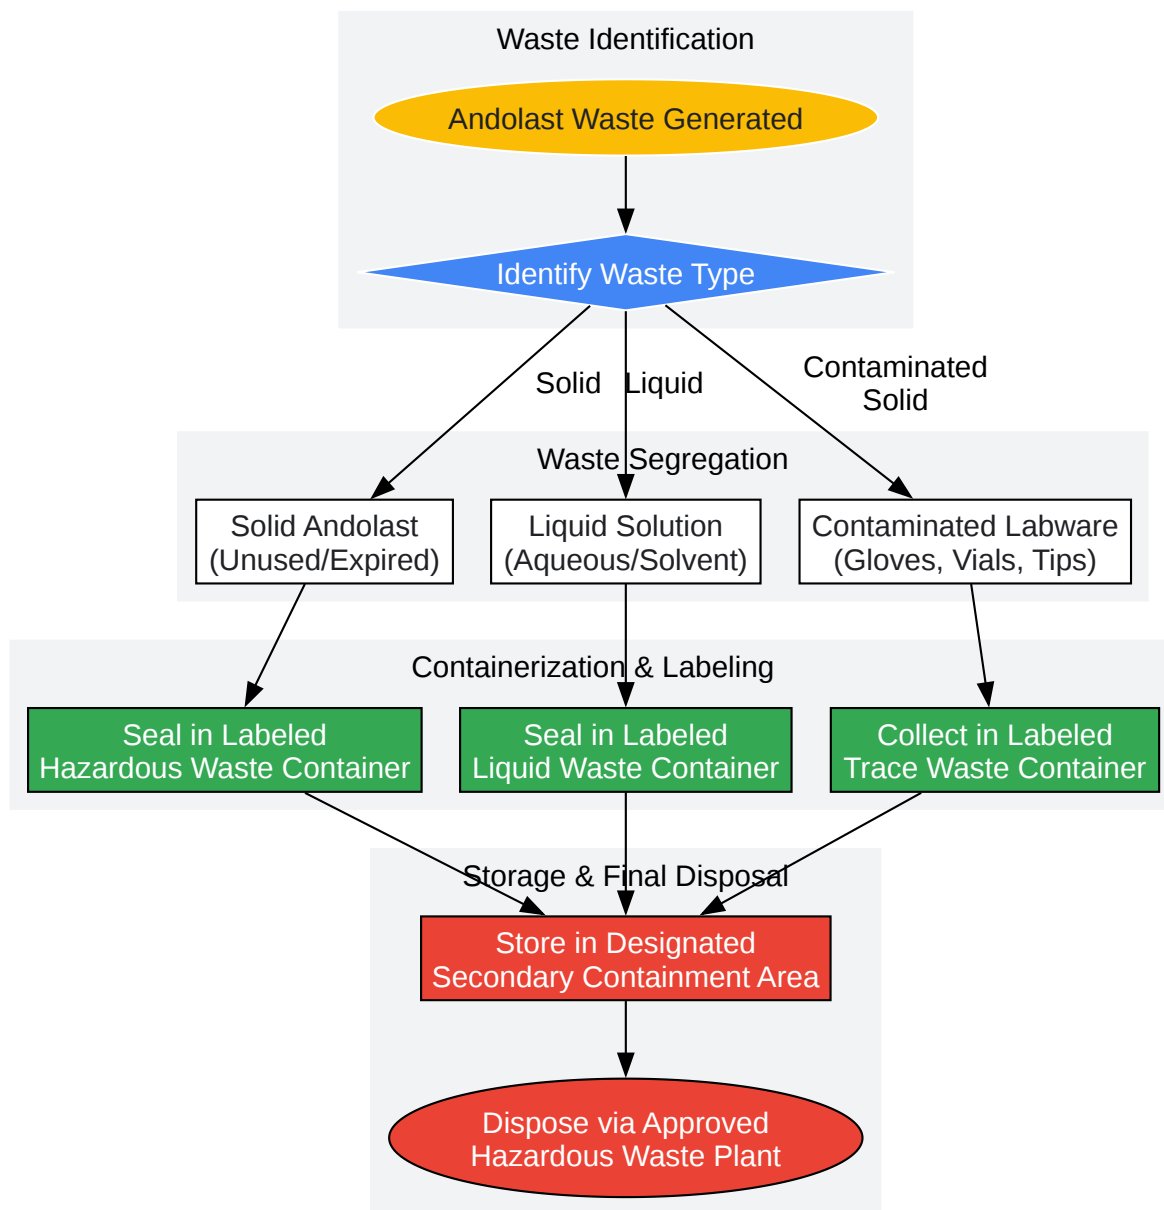 Waste Identification
Andolast Waste Generated
Identify Waste Type
Solid
Liquid
Contaminated
Solid
Waste Segregation
Solid Andolast
(Unused/Expired)
Liquid Solution
(Aqueous/Solvent)
Contaminated Labware
(Gloves, Vials, Tips)
Containerization & Labeling
Seal in Labeled
Hazardous Waste Container
Seal in Labeled
Liquid Waste Container
Collect in Labeled
Trace Waste Container
Storage & Final Disposal
Store in Designated
Secondary Containment Area
Dispose via Approved
Hazardous Waste Plant